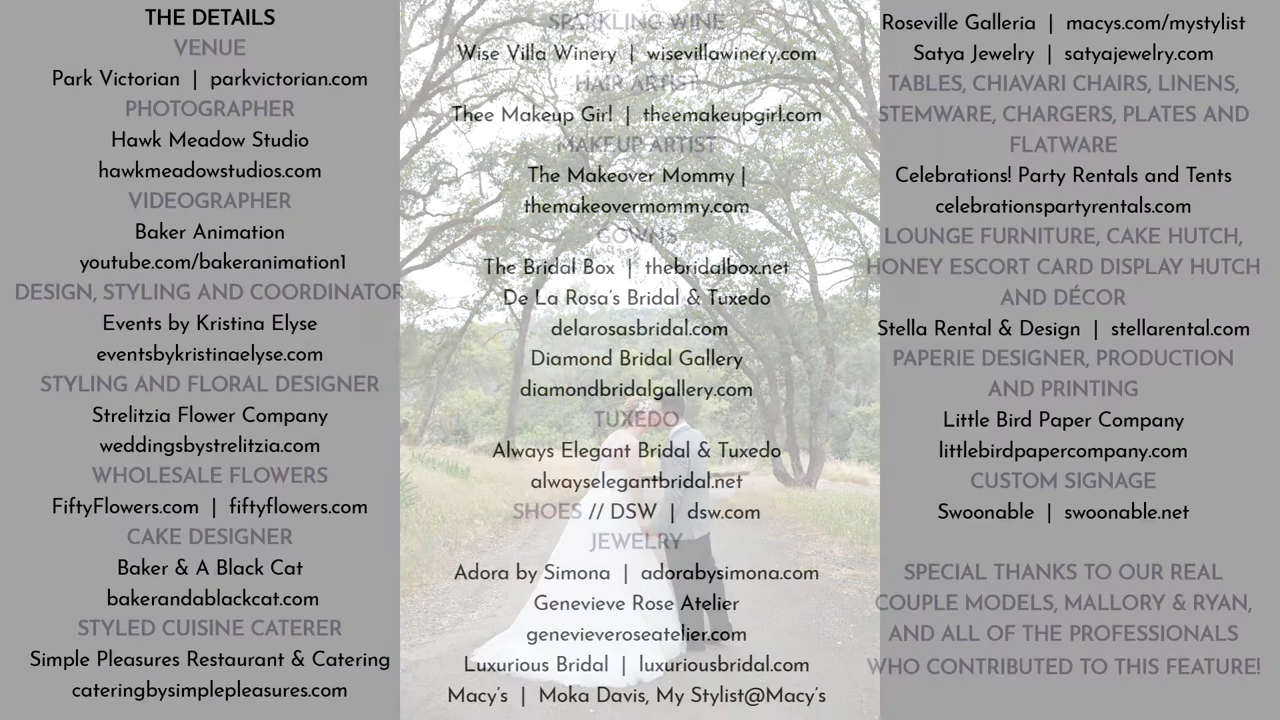 THE DETAILS
VENUE
Park Victorian | parkvictorian.com
PHOTOGRAPHER
Hawk Meadow Studio
hawkmeadowstudios.com
VIDEOGRAPHER
Baker Animation
youtube.com/bakeranimation1
DESIGN, STYLING AND COORDINATOR
Events by Kristina Elyse
eventsbykristinaelyse.com
STYLING AND FLORAL DESIGNER
Strelitzia Flower Company
weddingsbystrelitzia.com
WHOLESALE FLOWERS
FiftyFlowers.com | fiftyflowers.com
CAKE DESIGNER
Baker & A Black Cat
bakerandablackcat.com
STYLED CUISINE CATERER
Simple Pleasures Restaurant & Catering
cateringbysimplepleasures.com
SPARKLING WINE
Wise Villa Winery | wisevillawinery.com
HAIR ARTIST
Thee Makeup Girl | theemakeupgirl.com
MAKEUP ARTIST
The Makeover Mommy |
themakeovermommy.com
GOWNS
The Bridal Box | thebridalbox.net
De La Rosa's Bridal & Tuxedo
delarosasbridal.com
Diamond Bridal Gallery
diamondbridalgallery.com
TUXEDO
Always Elegant Bridal & Tuxedo
alwayselegantbridal.net
SHOES // DSW | dsw.com
JEWELRY
Adora by Simona | adorabysimona.com
Genevieve Rose Atelier
genevieveroseatelier.com
Luxurious Bridal | luxuriousbridal.com
Macy's | Moka Davis, My Stylist@Macy's
Roseville Galleria | macys.com/mystylist
Satya Jewelry | satyajewelry.com
TABLES, CHIAVARI CHAIRS, LINENS,
STEMWARE, CHARGERS, PLATES AND
FLATWARE
Celebrations! Party Rentals and Tents
celebrationspartyrentals.com
LOUNGE FURNITURE, CAKE HUTCH,
HONEY ESCORT CARD DISPLAY HUTCH
AND DÉCOR
Stella Rental & Design | stellarental.com
PAPERIE DESIGNER, PRODUCTION
AND PRINTING
Little Bird Paper Company
littlebirdpapercompany.com
CUSTOM SIGNAGE
Swoonable | swoonable.net
SPECIAL THANKS TO OUR REAL
COUPLE MODELS, MALLORY & RYAN,
AND ALL OF THE PROFESSIONALS
WHO CONTRIBUTED TO THIS FEATURE!